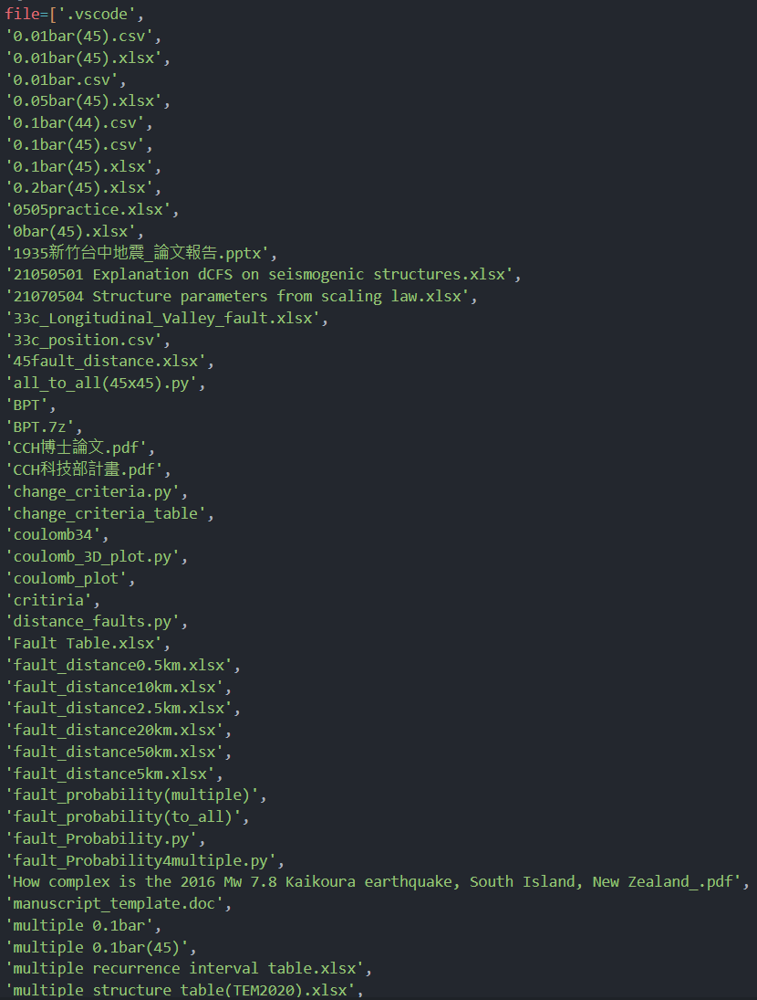 file=['.vscode',
'0.01bar(45).csv',
'0.01bar(45).xlsx',
'0.01bar.csv',
'0.05bar(45).xlsx',
'0.1bar(44).csv',
'0.1bar(45).csv',
'0.1bar(45).xlsx',
'0.2bar(45).xlsx',
'0505practice.xlsx',
'0bar(45).xlsx',
'1935新竹台中地震_論文報告.pptx',
'21050501 Explanation dCFS on seismogenic structures.xlsx',
'21070504 Structure parameters from scaling law.xlsx',
'33c_Longitudinal_Valley_fault.xlsx',
'33c_position.csv',
'45fault_distance.xlsx',
'all_to_all(45x45).py',
'BPT',
'BPT.7z',
'CCH博士論文.pdf',
'CCH科技部計畫.pdf',
'change_criteria.py',
'change_criteria_table',
'coulomb34',
'coulomb_3D_plot.py',
'coulomb_plot',
'critiria',
'distance_faults.py',
'Fault Table.xlsx',
'fault_distance0.5km.xlsx',
'fault_distance10km.xlsx',
'fault_distance2.5km.xlsx',
'fault_distance20km.xlsx',
'fault_distance50km.xlsx',
'fault_distance5km.xlsx',
'fault_probability(multiple)',
'fault_probability(to_all)',
'fault_Probability.py',
'fault_Probability4multiple.py',
'How complex is the 2016 Mw 7.8 Kaikoura earthquake, South Island, New Zealand_.pdf',
'manuscript_template.doc',
'multiple 0.1bar',
'multiple 0.1bar(45)',
'multiple recurrence interval table.xlsx',
'multiple structure table(TEM2020).xlsx',